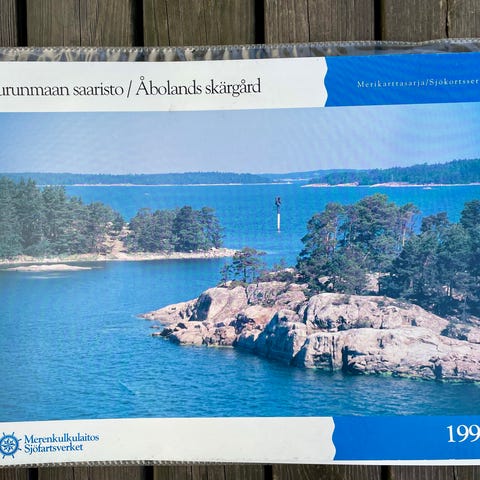 urunmaan saaristo / Åbolands skärgård
Merikarttasarja/Sjökortsser
199
Merenkulkulaitos
Sjöfartsverket